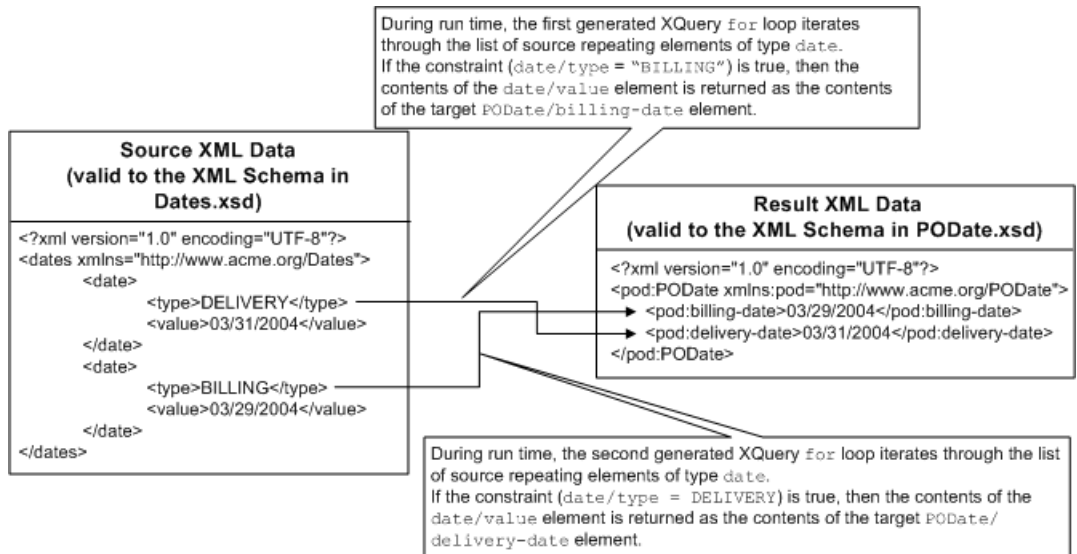 During run time, the first generated XQuery for loop iterates
through the list of source repeating elements of type date.
If the constraint (date/type = “BILLING”) is true, then the
contents of the date/value element is returned as the contents
of the target PODate/billing-date element.
Source XML Data
(valid to the XML Schema in
Dates.xsd)
<?xml version="1.0" encoding="UTF-8"?>
<dates xmlns="http://www.acme.org/Dates">
<date>
<type>DELIVERY</type>
<value>03/31/2004</value>
</date>
<date>
<type>BILLING</type>
<value>03/29/2004</value>
</date>
</dates>
Result XML Data
(valid to the XML Schema in PODate.xsd)
<?xml version="1.0" encoding="UTF-8"?>
<pod:PODate xmlns:pod="http://www.acme.org/PODate">
<pod:billing-date>03/29/2004</pod:billing-date>
<pod:delivery-date>03/31/2004</pod:delivery-date>
</pod:PODate>
During run time, the second generated XQuery for loop iterates through the list
of source repeating elements of type date.
If the constraint (date/type = DELIVERY) is true, then the contents of the
date/value element is returned as the contents of the target PODate/
delivery-date element.